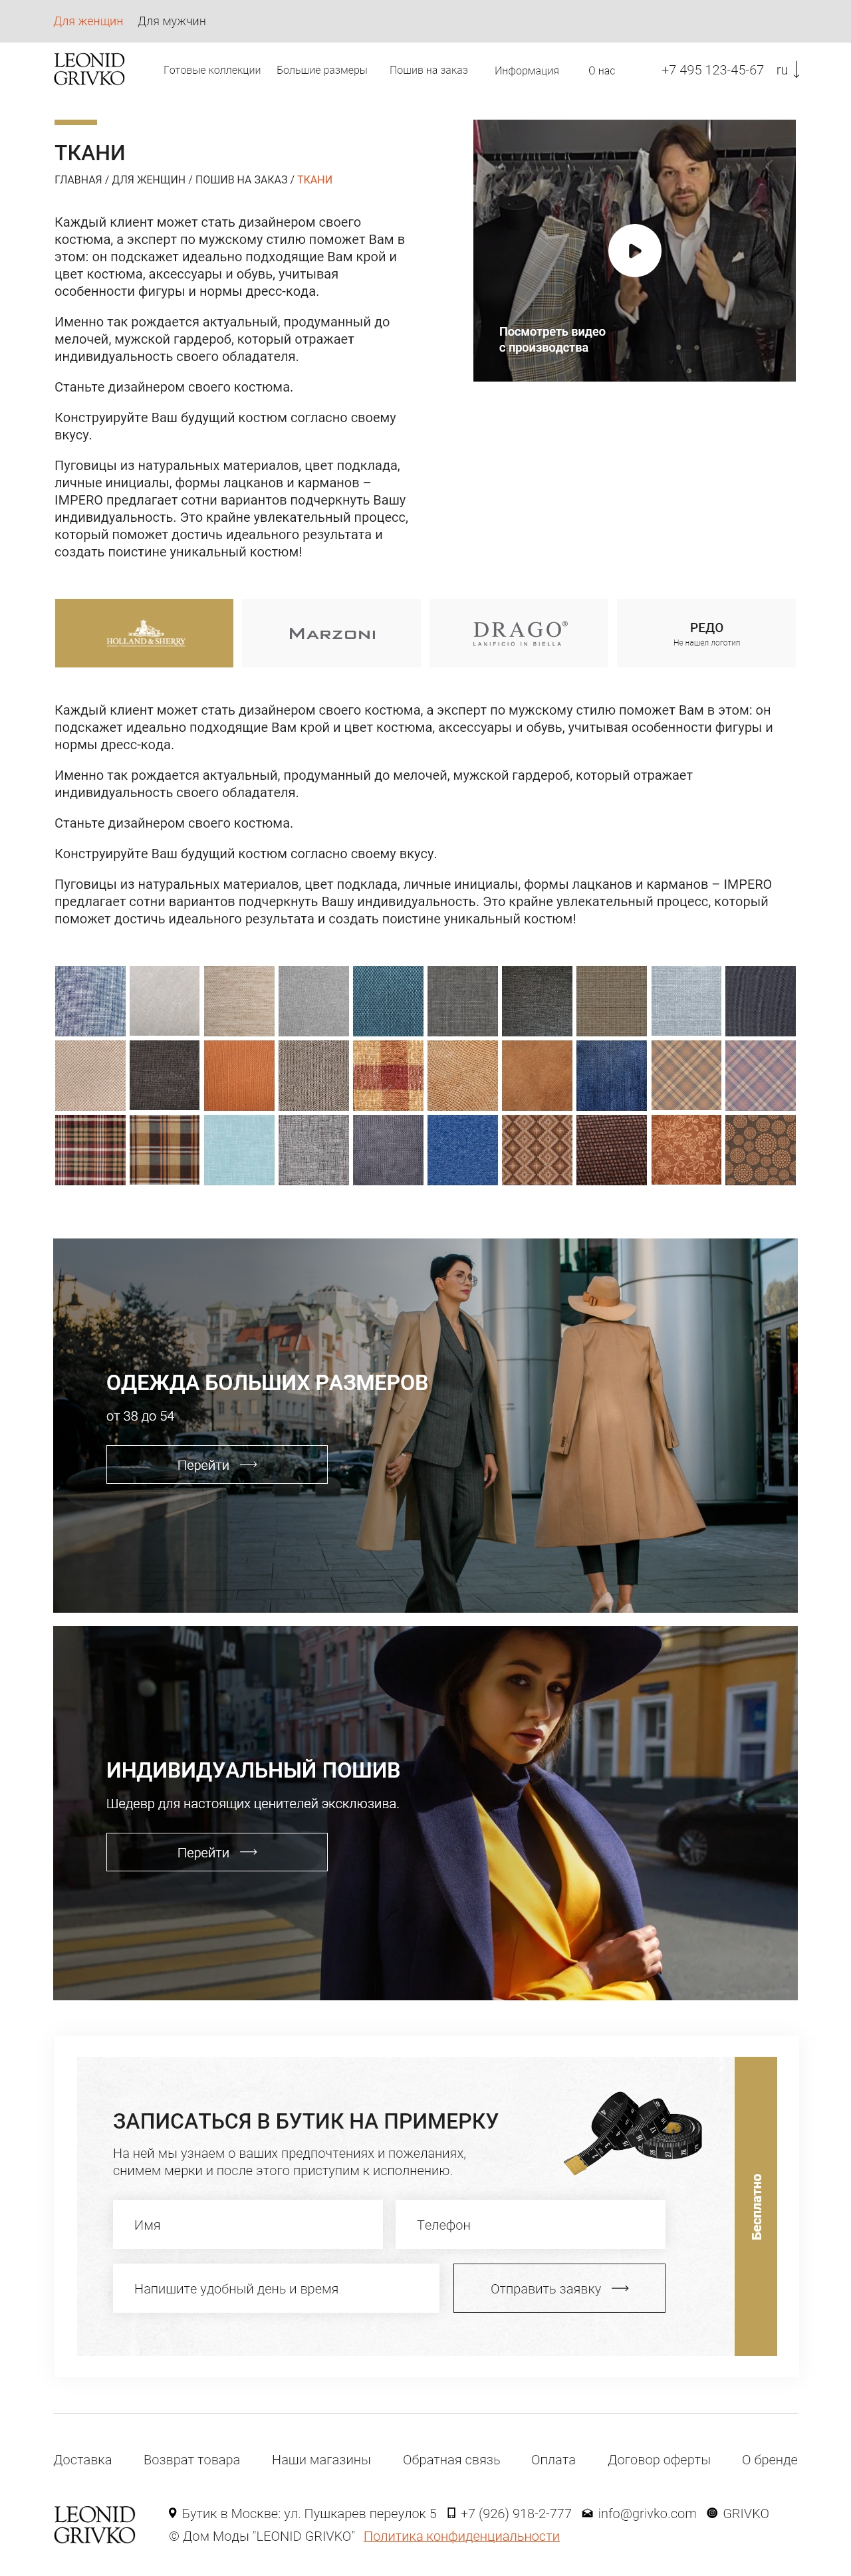 Для женщин Для мужчин
LEONID
GRIVKO
Готовые коллекции Большие размеры Пошив на заказ Информация О нас +7 495 123-45-67 ru
ТКАНИ
ГЛАВНАЯ / ДЛЯ ЖЕНЩИН / ПОШИВ НА ЗАКАЗ / ТКАНИ
Каждый клиент может стать дизайнером своего
костюма, а эксперт по мужскому стилю поможет Вам в
этом: он подскажет идеально подходящие Вам крой и
цвет костюма, аксессуары и обувь, учитывая
особенности фигуры и нормы дресс-кода.
Именно так рождается актуальный, продуманный до
мелочей, мужской гардероб, который отражает
индивидуальность своего обладателя.
Станьте дизайнером своего костюма.
Конструируйте Ваш будущий костюм согласно своему
вкусу.
Пуговицы из натуральных материалов, цвет подклада,
личные инициалы, формы лацканов и карманов –
IMPERO предлагает сотни вариантов подчеркнуть Вашу
индивидуальность. Это крайне увлекательный процесс,
который поможет достичь идеального результата и
создать поистине уникальный костюм!
Посмотреть видео
с производства
HOLLAND & SHERRY
MARZONI
DRAGO®
LANIFICIO IN BIELLA
РЕДО
Не нашел логотип
Каждый клиент может стать дизайнером своего костюма, а эксперт по мужскому стилю поможет Вам в этом: он
подскажет идеально подходящие Вам крой и цвет костюма, аксессуары и обувь, учитывая особенности фигуры и
нормы дресс-кода.
Именно так рождается актуальный, продуманный до мелочей, мужской гардероб, который отражает
индивидуальность своего обладателя.
Станьте дизайнером своего костюма.
Конструируйте Ваш будущий костюм согласно своему вкусу.
Пуговицы из натуральных материалов, цвет подклада, личные инициалы, формы лацканов и карманов – IMPERO
предлагает сотни вариантов подчеркнуть Вашу индивидуальность. Это крайне увлекательный процесс, который
поможет достичь идеального результата и создать поистине уникальный костюм!
ОДЕЖДА БОЛЬШИХ РАЗМЕРОВ
от 38 до 54
Перейти
ИНДИВИДУАЛЬНЫЙ ПОШИВ
Шедевр для настоящих ценителей эксклюзива.
Перейти
ЗАПИСАТЬСЯ В БУТИК НА ПРИМЕРКУ
На ней мы узнаем о ваших предпочтениях и пожеланиях,
снимем мерки и после этого приступим к исполнению.
Имя
Телефон
Напишите удобный день и время
Отправить заявку
Бесплатно
Доставка Возврат товара Наши магазины Обратная связь Оплата Договор оферты О бренде
LEONID
GRIVKO
Бутик в Москве: ул. Пушкарев переулок 5 +7 (926) 918-2-777 info@grivko.com GRIVKO
© Дом Моды "LEONID GRIVKO" Политика конфиденциальности